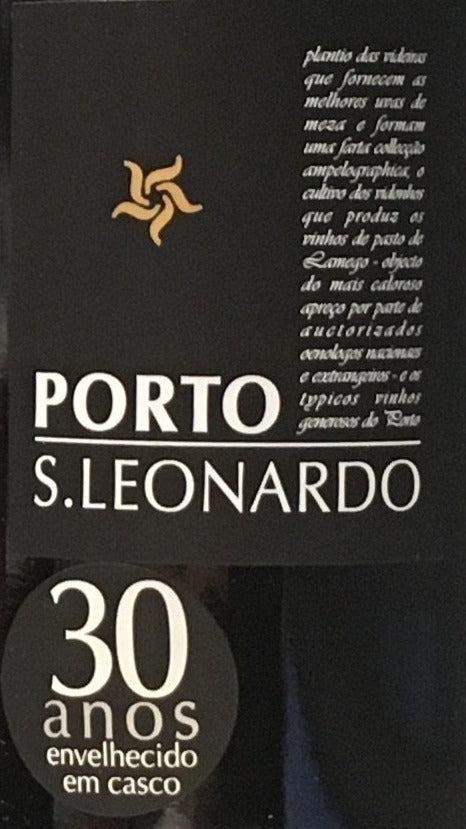 plantio das videiras
que fornecem as
melhores uvas de
meza e formam
uma farta collecção
ampelographica, o
cultivo dos vidonhos
que produz os
vinhos de pasto de
Lamego - objecto
do mais caloroso
apreço por parte de
auctorizados
oenologos nacionaes
e extrangeiros - e os
typicos vinhos
generosos do Porto
PORTO
S.LEONARDO
30
anos
envelhecido
em casco